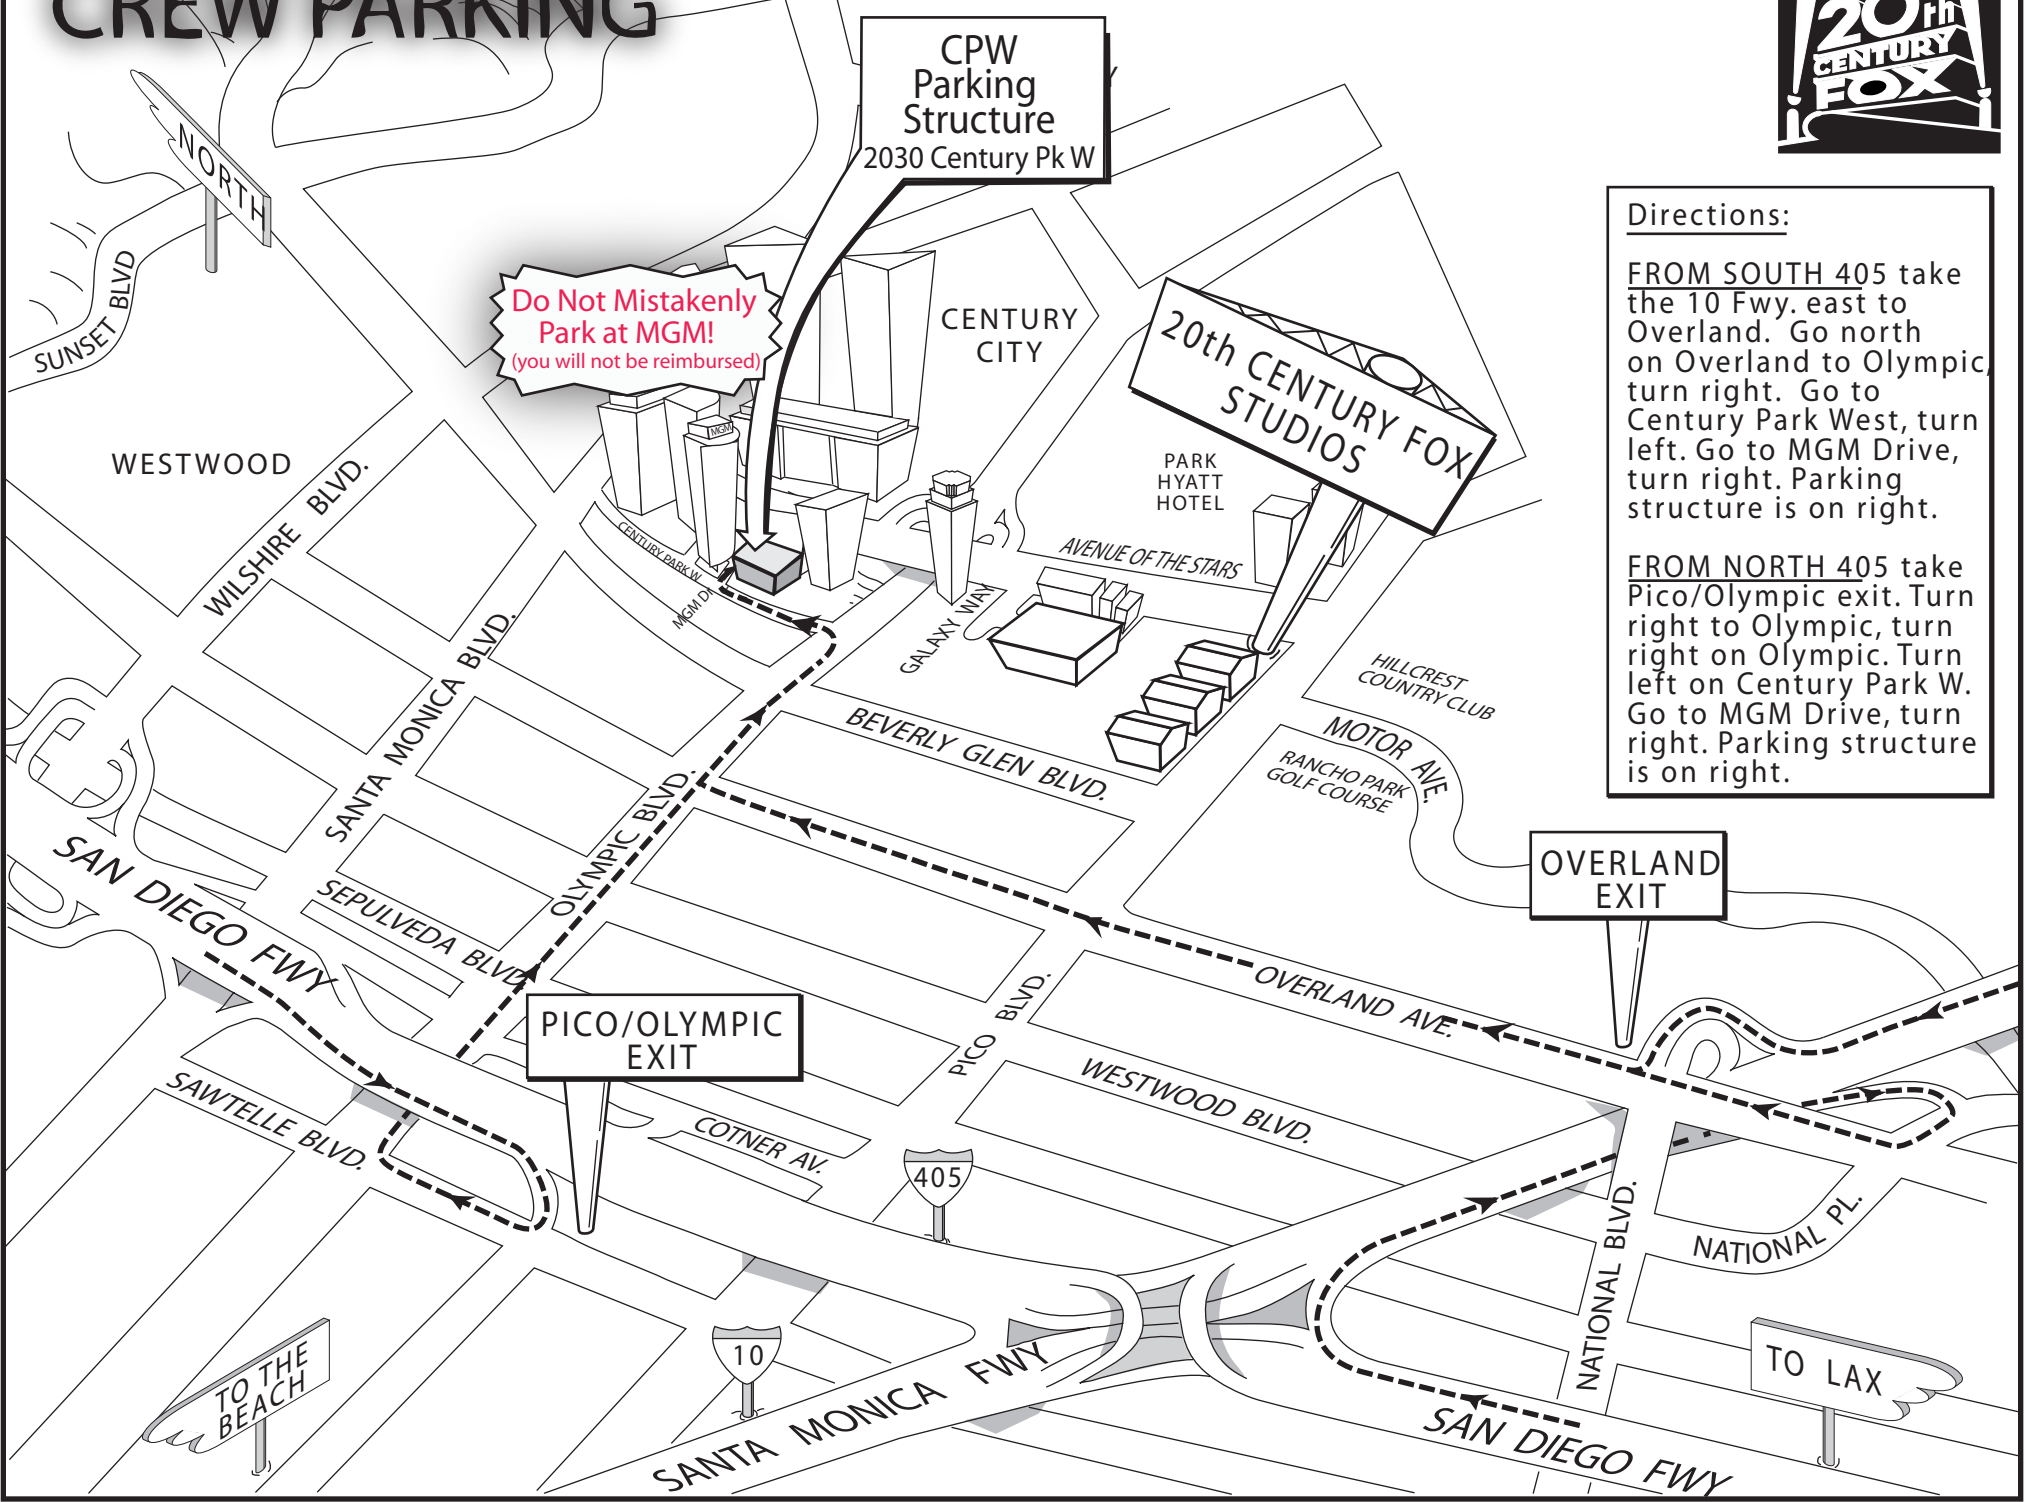 CREW PARKING
20th
CENTURY
FOX
CPW
Parking
Structure
2030 Century Pk W
NORTH
Do Not Mistakenly
Park at MGM!
(you will not be reimbursed)
CENTURY
CITY
20th CENTURY FOX
STUDIOS
Directions:
FROM SOUTH 405 take
the 10 Fwy. east to
Overland. Go north
on Overland to Olympic,
turn right. Go to
Century Park West, turn
left. Go to MGM Drive,
turn right. Parking
structure is on right.
FROM NORTH 405 take
Pico/Olympic exit. Turn
right to Olympic, turn
right on Olympic. Turn
left on Century Park W.
Go to MGM Drive, turn
right. Parking structure
is on right.
SUNSET BLVD
WESTWOOD
WILSHIRE BLVD.
MGM
PARK
HYATT
HOTEL
CENTURY PARK W.
MGM Dr
AVENUE OF THE STARS
GALAXY WAY
HILLCREST
COUNTRY CLUB
SANTA MONICA BLVD.
BEVERLY GLEN BLVD.
MOTOR AVE.
RANCHO PARK
GOLF COURSE
OLYMPIC BLVD.
SAN DIEGO FWY
SEPULVEDA BLVD
OVERLAND
EXIT
OVERLAND AVE.
PICO/OLYMPIC
EXIT
PICO BLVD.
SAWTELLE BLVD.
COTNER AV.
WESTWOOD BLVD.
405
NATIONAL BLVD.
NATIONAL PL.
10
TO THE
BEACH
SANTA MONICA FWY
TO LAX
SAN DIEGO FWY